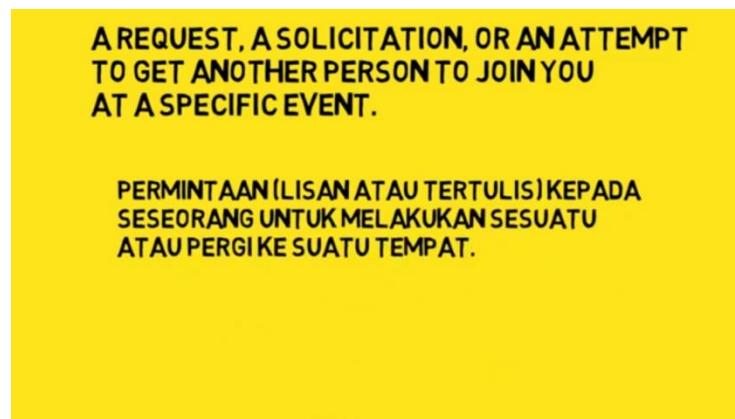 A REQUEST, A SOLICITATION, OR AN ATTEMPT
TO GET ANOTHER PERSON TO JOIN YOU
AT A SPECIFIC EVENT.
PERMINTAAN (LISAN ATAU TERTULIS) KEPADA
SESEORANG UNTUK MELAKUKAN SESUATU
ATAU PERGI KE SUATU TEMPAT.